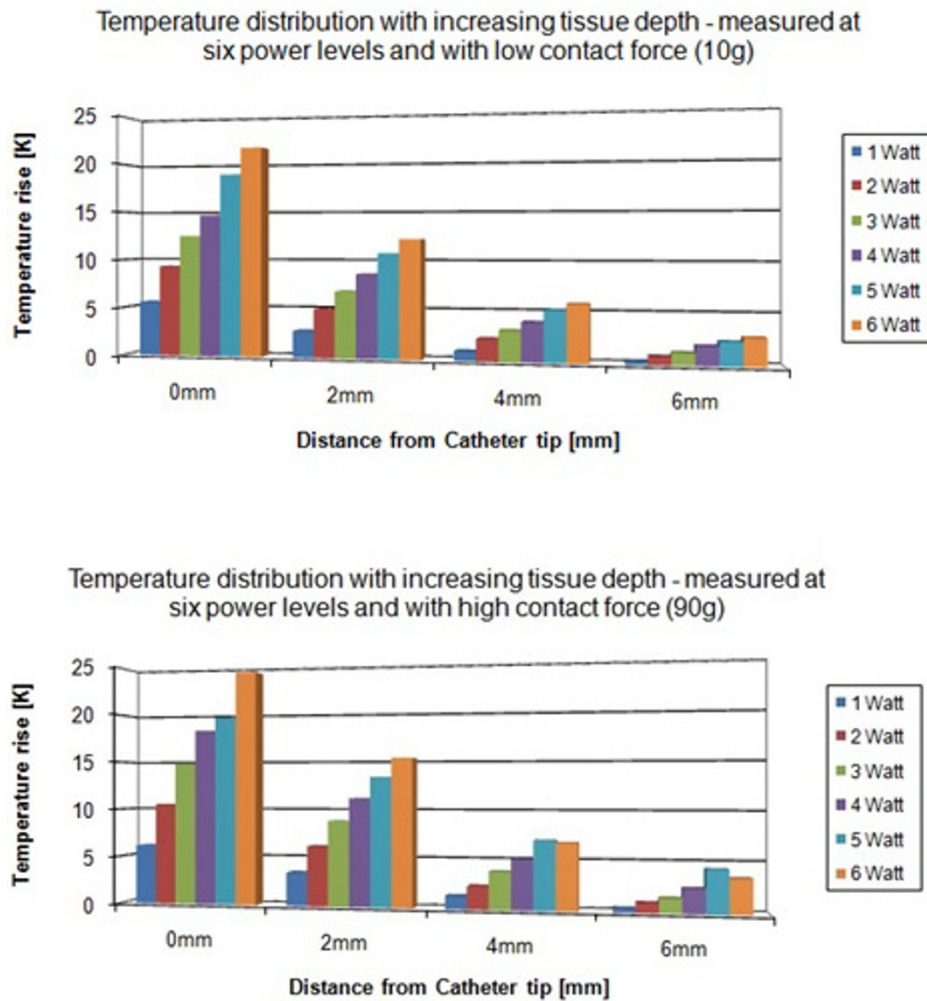 Temperature distribution with increasing tissue depth - measured at
six power levels and with low contact force (10g)
Temperature rise [K]
25
20
15
10
5
0
0mm
2mm
4mm
6mm
Distance from Catheter tip [mm]
1 Watt
2 Watt
3 Watt
4 Watt
5 Watt
6 Watt
Temperature distribution with increasing tissue depth - measured at
six power levels and with high contact force (90g)
Temperature rise [K]
25
20
15
10
5
0
0mm
2mm
4mm
6mm
Distance from Catheter tip [mm]
1 Watt
2 Watt
3 Watt
4 Watt
5 Watt
6 Watt